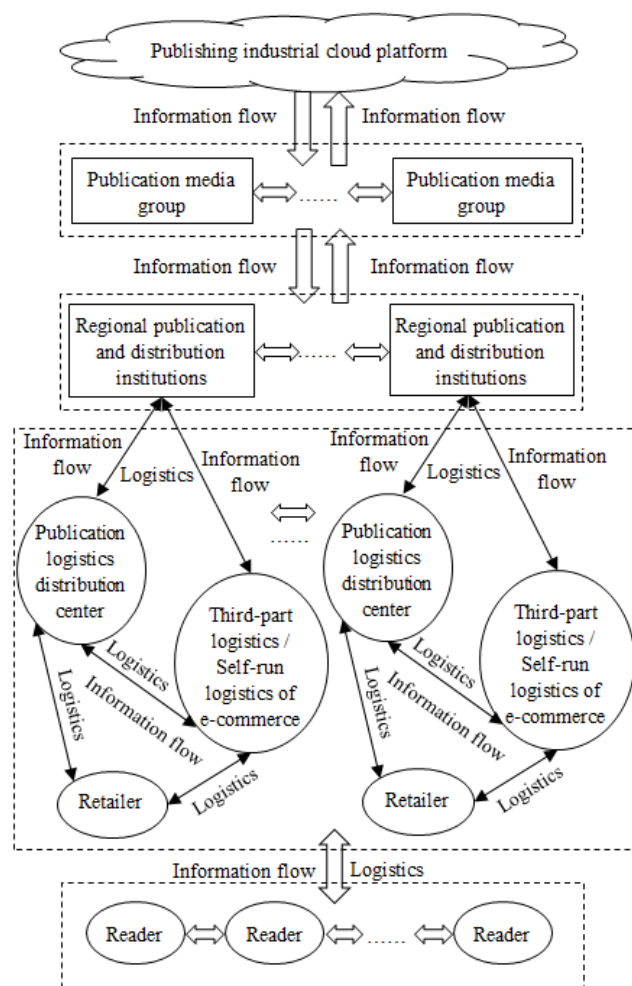 Publishing industrial cloud platform
Information flow
Information flow
Publication media
group
......
Publication media
group
Information flow
Information flow
Regional publication
and distribution
institutions
......
Regional publication
and distribution
institutions
Information
flow
Logistics
Information
flow
Information
flow
Logistics
Information
flow
Publication
logistics
distribution
center
......
Publication
logistics
distribution
center
Third-part
logistics /
Self-run
logistics of
e-commerce
Third-part
logistics /
Self-run
logistics of
e-commerce
Logistics
Logistics
Information flow
Logistics
Logistics
Logistics
Information flow
Logistics
Retailer
Retailer
Information flow
Logistics
Reader
Reader
......
Reader